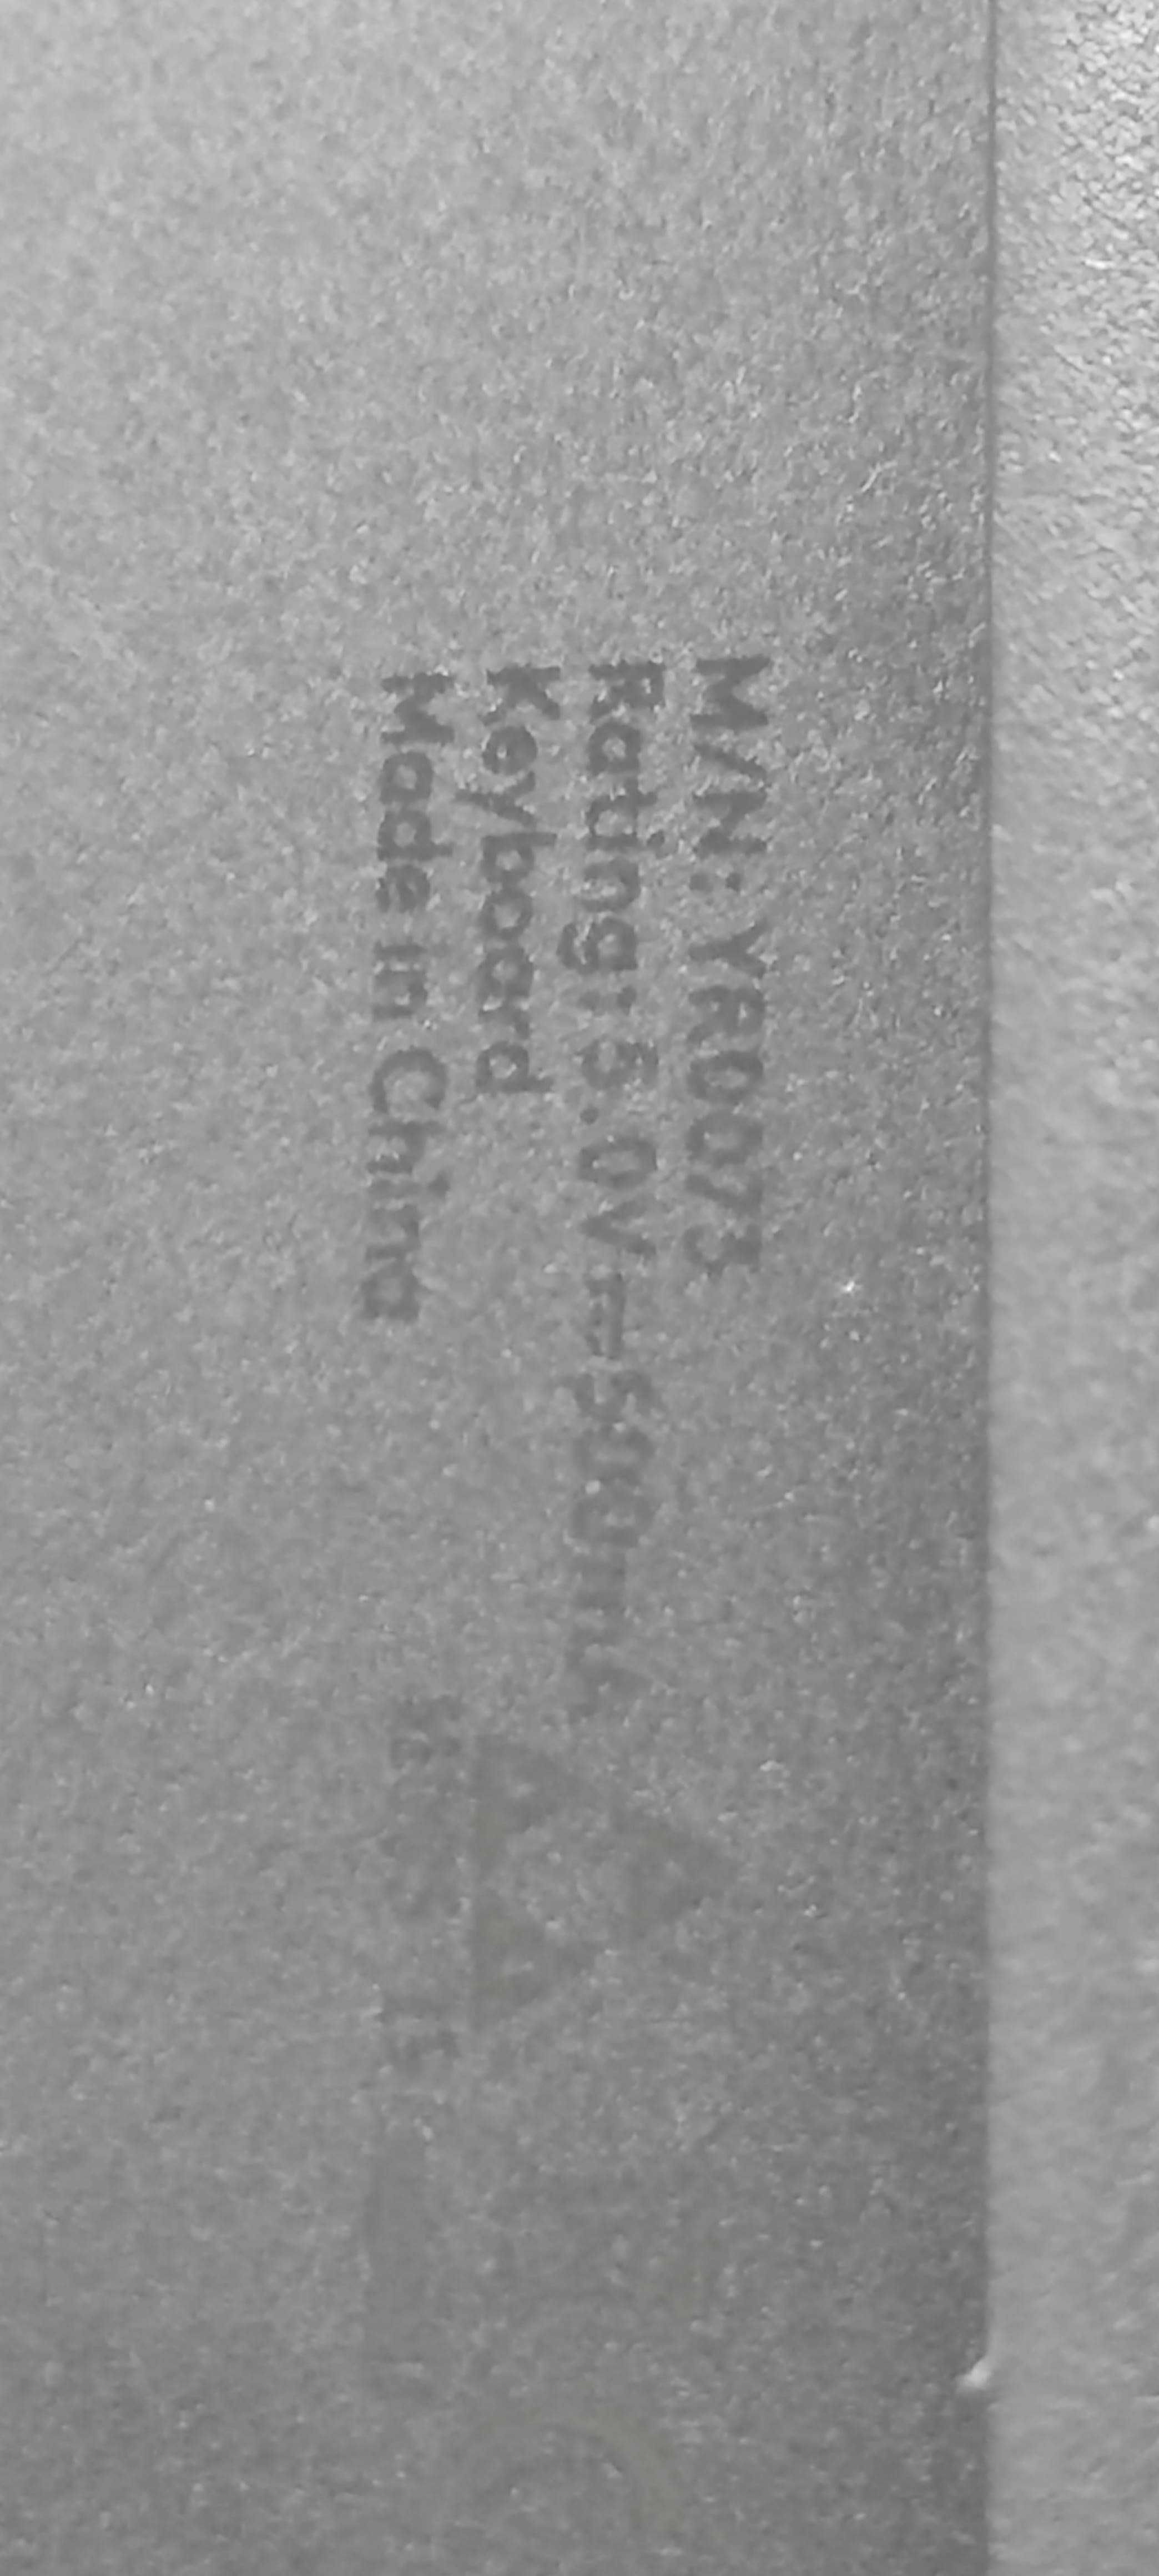 M/N: YR0073
Rating: 5.0V⎓500mA
Keyboard
Made in China